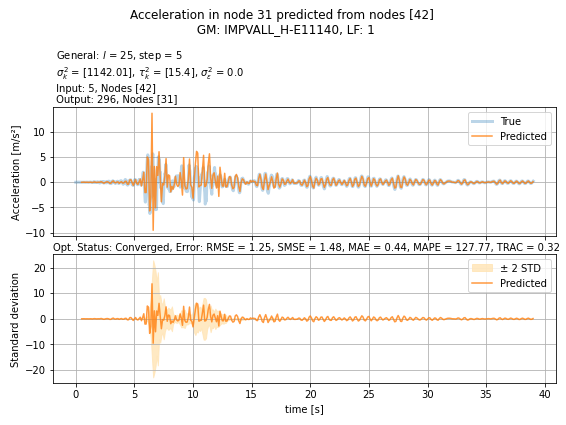 Acceleration in node 31 predicted from nodes [42]
GM: IMPVALL_H-E11140, LF: 1
General: l = 25, step = 5
σ²ₖ = [1142.01], τ²ₖ = [15.4], σ²ε = 0.0
Input: 5, Nodes [42]
Output: 296, Nodes [31]
Acceleration [m/s²]
10
5
0
−5
−10
True
Predicted
Opt. Status: Converged, Error: RMSE = 1.25, SMSE = 1.48, MAE = 0.44, MAPE = 127.77, TRAC = 0.32
Standard deviation
20
10
0
−10
−20
± 2 STD
Predicted
0 5 10 15 20 25 30 35 40
time [s]